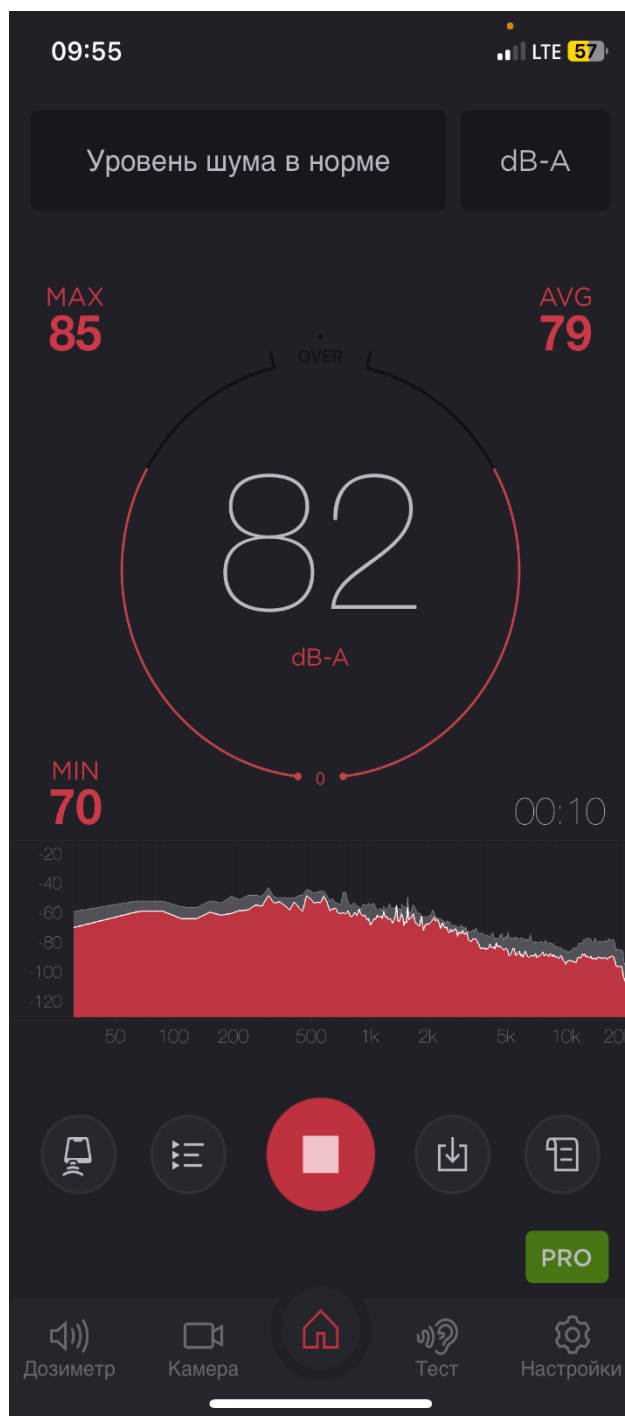 09:55
LTE 57
Уровень шума в норме
dB-A
MAX
85
AVG
79
OVER
82
dB-A
0
MIN
70
00:10
-20
-40
-60
-80
-100
-120
50 100 200 500 1k 2k 5k 10k 20
PRO
Дозиметр Камера Тест Настройки